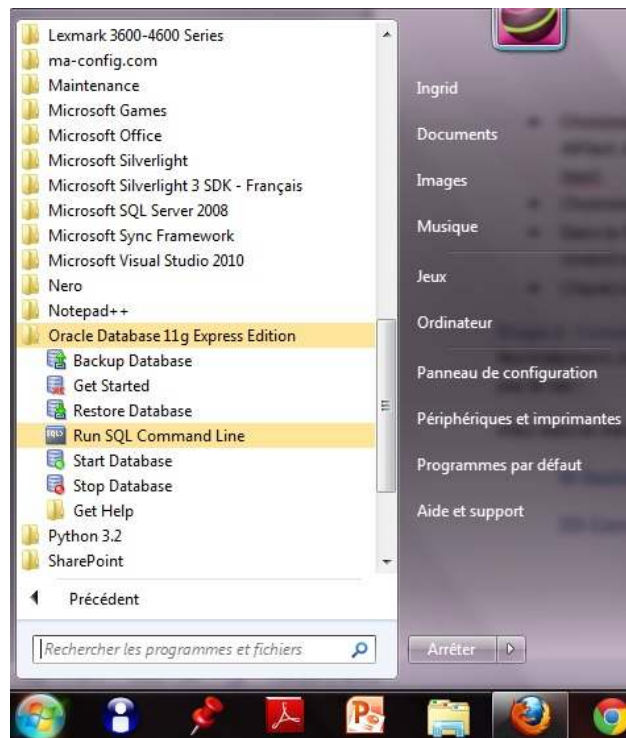 Lexmark 3600-4600 Series
ma-config.com
Maintenance
Microsoft Games
Microsoft Office
Microsoft Silverlight
Microsoft Silverlight 3 SDK - Français
Microsoft SQL Server 2008
Microsoft Sync Framework
Microsoft Visual Studio 2010
Nero
Notepad++
Oracle Database 11g Express Edition
Backup Database
Get Started
Restore Database
Run SQL Command Line
Start Database
Stop Database
Get Help
Python 3.2
SharePoint
Précédent
Rechercher les programmes et fichiers
Ingrid
Documents
Images
Musique
Jeux
Ordinateur
Panneau de configuration
Périphériques et imprimantes
Programmes par défaut
Aide et support
Arrêter